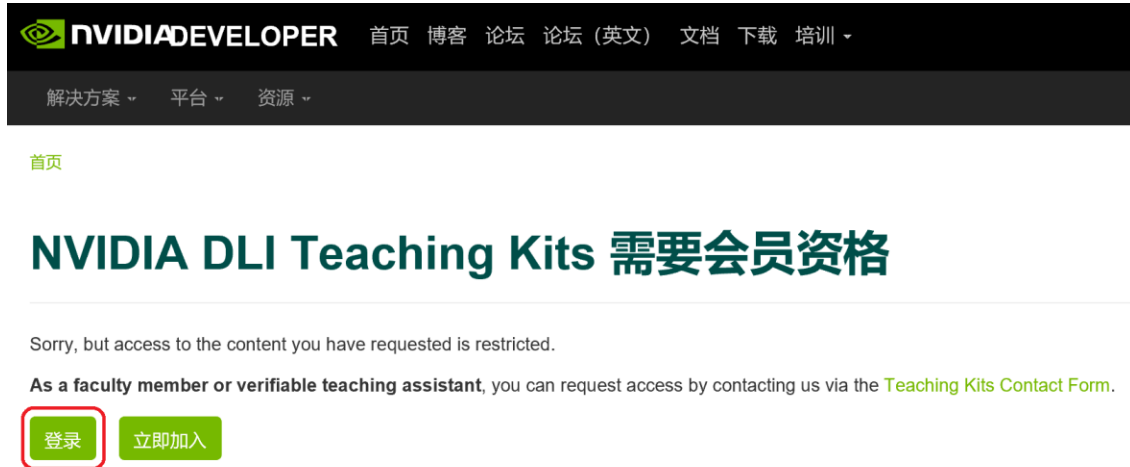 NVIDIA DEVELOPER 首页 博客 论坛 论坛 (英文) 文档 下载 培训
解决方案 平台 资源
首页
NVIDIA DLI Teaching Kits 需要会员资格
Sorry, but access to the content you have requested is restricted.
As a faculty member or verifiable teaching assistant, you can request access by contacting us via the Teaching Kits Contact Form.
登录 立即加入